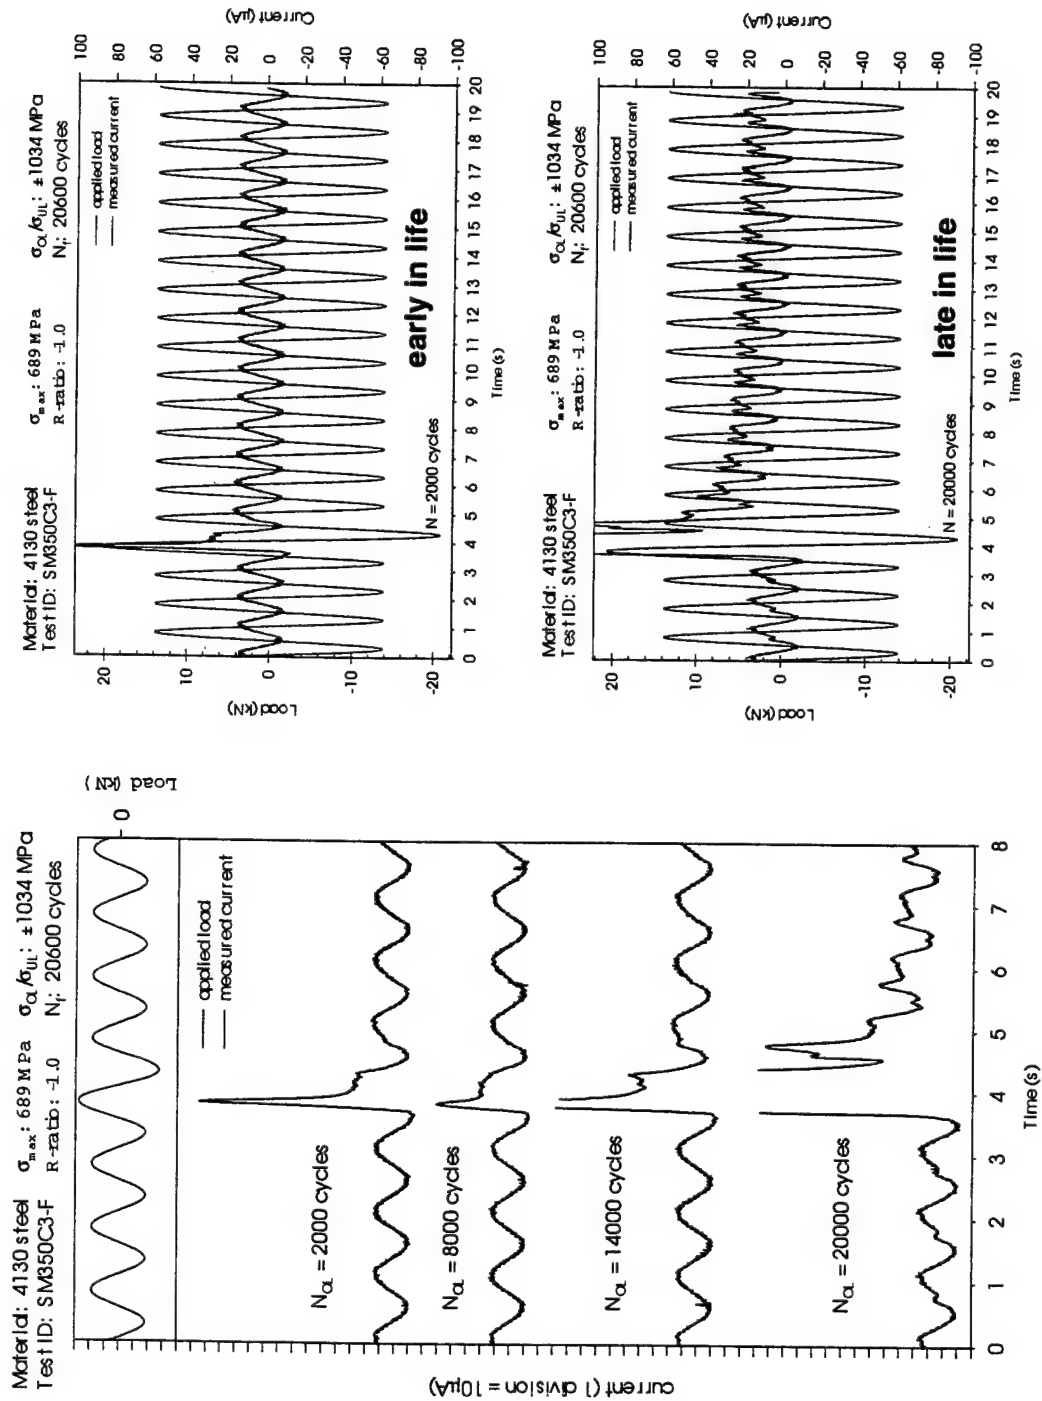 Material: 4130 steel σmax: 689 MPa σOL/σUL: ±1034 MPa
Test ID: SM350C3-F R-ratio: -1.0 Nf: 20600 cycles
Load (kN)
0
applied load
measured current
NOL = 2000 cycles
NOL = 8000 cycles
NOL = 14000 cycles
NOL = 20000 cycles
current (1 division = 10µA)
0 1 2 3 4 5 6 7 8
Time (s)
Material: 4130 steel σmax: 689 MPa σOL/σUL: ±1034 MPa
Test ID: SM350C3-F R-ratio: -1.0 Nf: 20600 cycles
applied load
measured current
20
10
0
-10
-20
Load (kN)
100
80
60
40
20
0
-20
-40
-60
-80
-100
Current (µA)
early in life
N = 20000 cycles
0 1 2 3 4 5 6 7 8 9 10 11 12 13 14 15 16 17 18 19 20
Time (s)
Material: 4130 steel σmax: 689 MPa σOL/σUL: ±1034 MPa
Test ID: SM350C3-F R-ratio: -1.0 Nf: 20600 cycles
applied load
measured current
20
10
0
-10
-20
Load (kN)
100
80
60
40
20
0
-20
-40
-60
-80
-100
Current (µA)
late in life
N = 20000 cycles
0 1 2 3 4 5 6 7 8 9 10 11 12 13 14 15 16 17 18 19 20
Time (s)